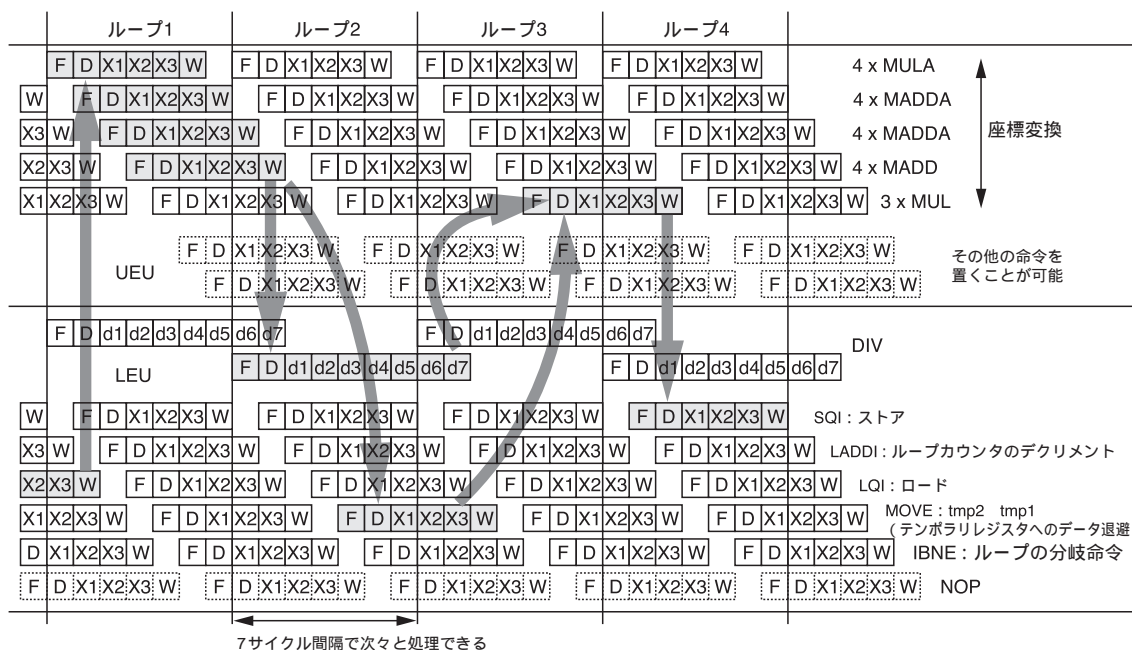 ループ1 ループ2 ループ3 ループ4
F D X1 X2 X3 W F D X1 X2 X3 W F D X1 X2 X3 W F D X1 X2 X3 W 4 x MULA
W F D X1 X2 X3 W F D X1 X2 X3 W F D X1 X2 X3 W F D X1 X2 X3 W 4 x MADDA
X3 W F D X1 X2 X3 W F D X1 X2 X3 W F D X1 X2 X3 W F D X1 X2 X3 W 4 x MADDA
座標変換
X2 X3 W F D X1 X2 X3 W F D X1 X2 X3 W F D X1 X2 X3 W F D X1 X2 X3 W 4 x MADD
X1 X2 X3 W F D X1 X2 X3 W F D X1 X2 X3 W F D X1 X2 X3 W F D X1 X2 X3 W 3 x MUL
F D X1 X2 X3 W F D X1 X2 X3 W F D X1 X2 X3 W F D X1 X2 X3 W
その他の命令を
置くことが可能
UEU
F D X1 X2 X3 W F D X1 X2 X3 W F D X1 X2 X3 W F D X1 X2 X3 W
F D d1 d2 d3 d4 d5 d6 d7 F D d1 d2 d3 d4 d5 d6 d7
DIV
LEU
F D d1 d2 d3 d4 d5 d6 d7 F D d1 d2 d3 d4 d5 d6 d7
W F D X1 X2 X3 W F D X1 X2 X3 W F D X1 X2 X3 W F D X1 X2 X3 W SQI：ストア
X3 W F D X1 X2 X3 W F D X1 X2 X3 W F D X1 X2 X3 W F D X1 X2 X3 W LADDI：ループカウンタのデクリメント
X2 X3 W F D X1 X2 X3 W F D X1 X2 X3 W F D X1 X2 X3 W F D X1 X2 X3 W LQI：ロード
X1 X2 X3 W F D X1 X2 X3 W F D X1 X2 X3 W F D X1 X2 X3 W F D X1 X2 X3 W MOVE：tmp2 tmp1
（テンポラリレジスタへのデータ退避
D X1 X2 X3 W F D X1 X2 X3 W F D X1 X2 X3 W F D X1 X2 X3 W F D X1 X2 X3 W IBNE：ループの分岐命令
F D X1 X2 X3 W F D X1 X2 X3 W F D X1 X2 X3 W F D X1 X2 X3 W F D X1 X2 X3 W NOP
7サイクル間隔で次々と処理できる